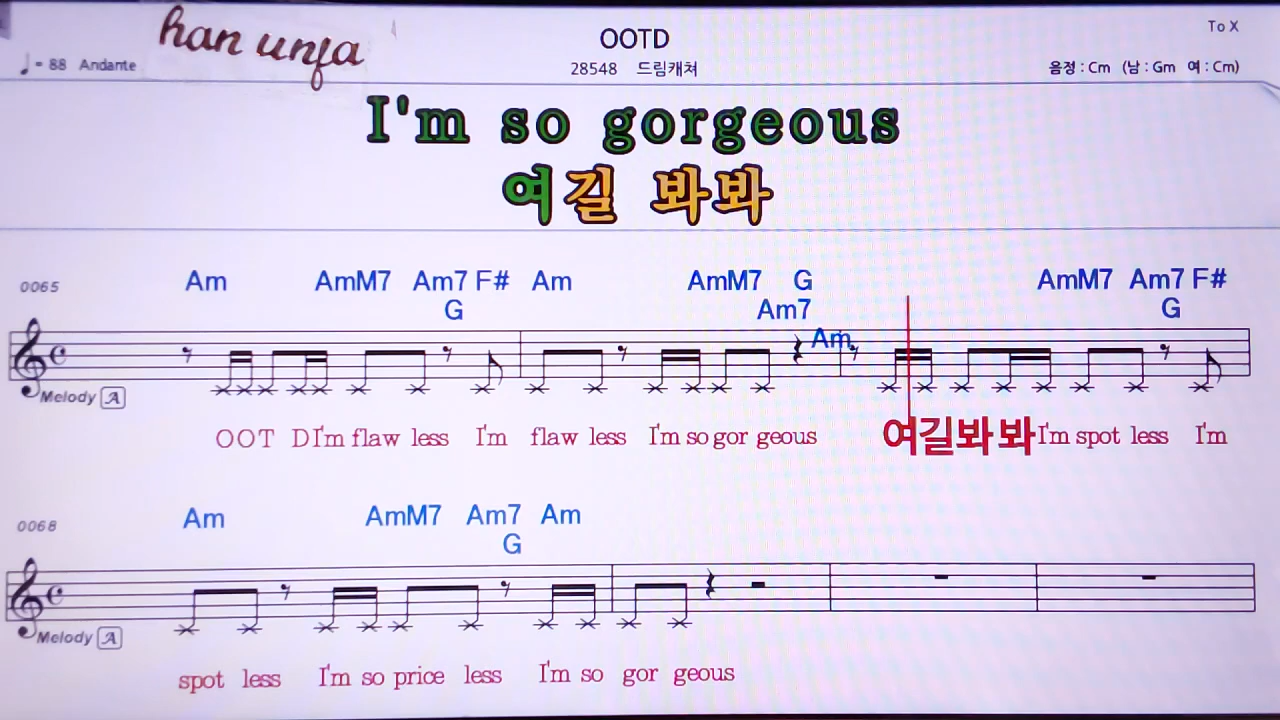 han unfa
OOTD
To X
♩= 88 Andante
28548 드림캐쳐
음정 : Cm (남 : Gm 여 : Cm)
I'm so gorgeous
여길 봐봐
0065
Am AmM7 Am7 F# Am AmM7 G AmM7 Am7 F#
G Am7 G
Am
Melody A
OOT D I'm flaw less I'm flaw less I'm so gor geous 여길봐봐 I'm spot less I'm
0068
Am AmM7 Am7 Am
G
Melody A
spot less I'm so price less I'm so gor geous